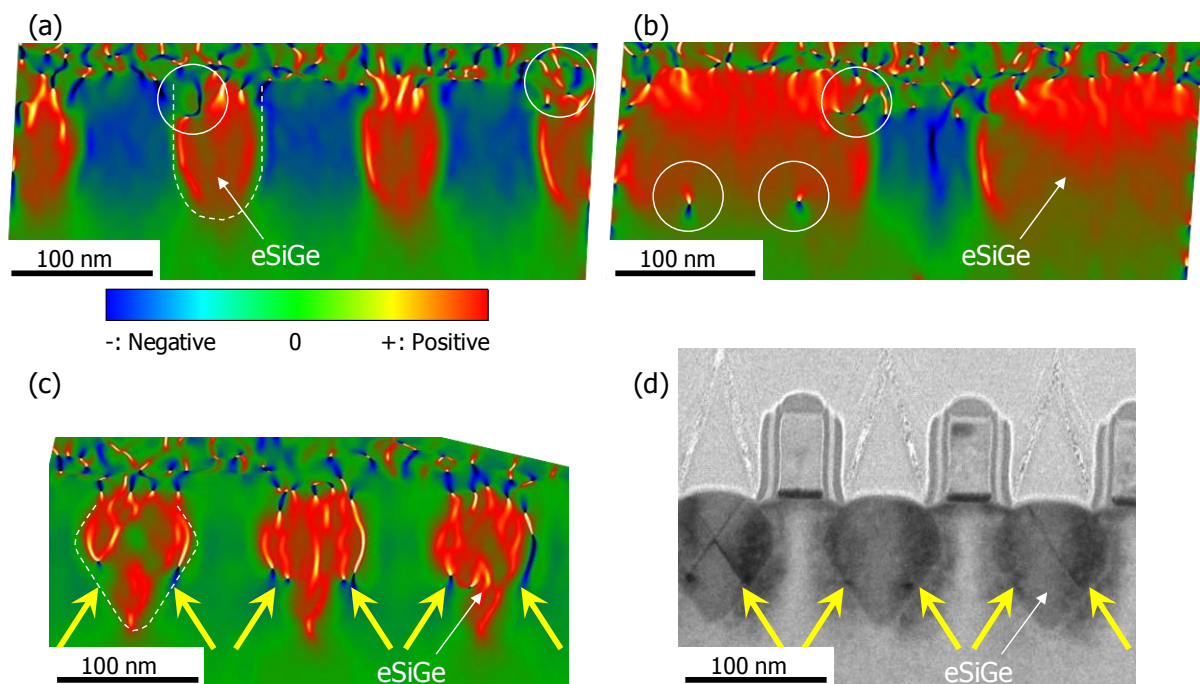 (a)
(b)
eSiGe
eSiGe
100 nm
100 nm
-: Negative 0 +: Positive
(c)
(d)
eSiGe
eSiGe
100 nm
100 nm